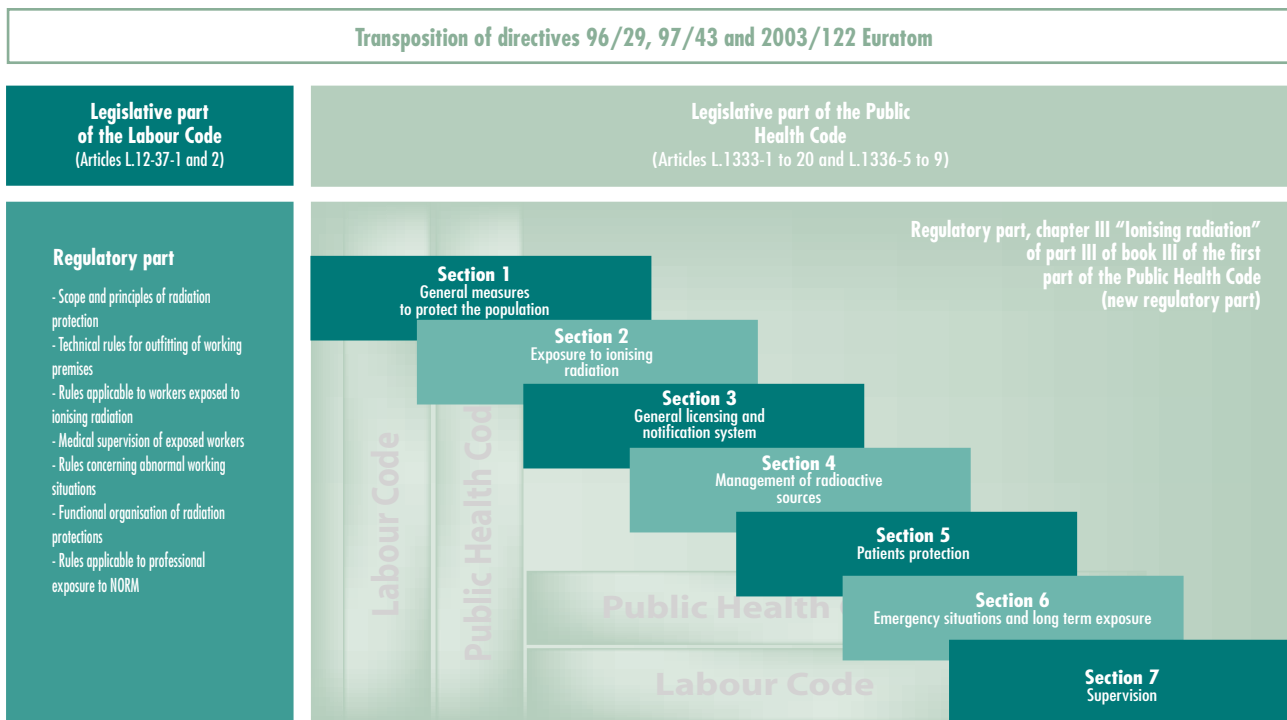 Transposition of directives 96/29, 97/43 and 2003/122 Euratom
Legislative part
of the Labour Code
(Articles L.12-37-1 and 2)
Legislative part of the Public
Health Code
(Articles L.1333-1 to 20 and L.1336-5 to 9)
Regulatory part
- Scope and principles of radiation
protection
- Technical rules for outfitting of working
premises
- Rules applicable to workers exposed to
ionising radiation
- Medical supervision of exposed workers
- Rules concerning abnormal working
situations
- Functional organisation of radiation
protections
- Rules applicable to professional
exposure to NORM
Regulatory part, chapter III “Ionising radiation”
of part III of book III of the first
part of the Public Health Code
(new regulatory part)
Section 1
General measures
to protect the population
Section 2
Exposure to ionising
radiation
Section 3
General licensing and
notification system
Section 4
Management of radioactive
sources
Section 5
Patients protection
Section 6
Emergency situations and long term exposure
Section 7
Supervision
Labour Code
Public Health Cod
Public Health C
Labour Code